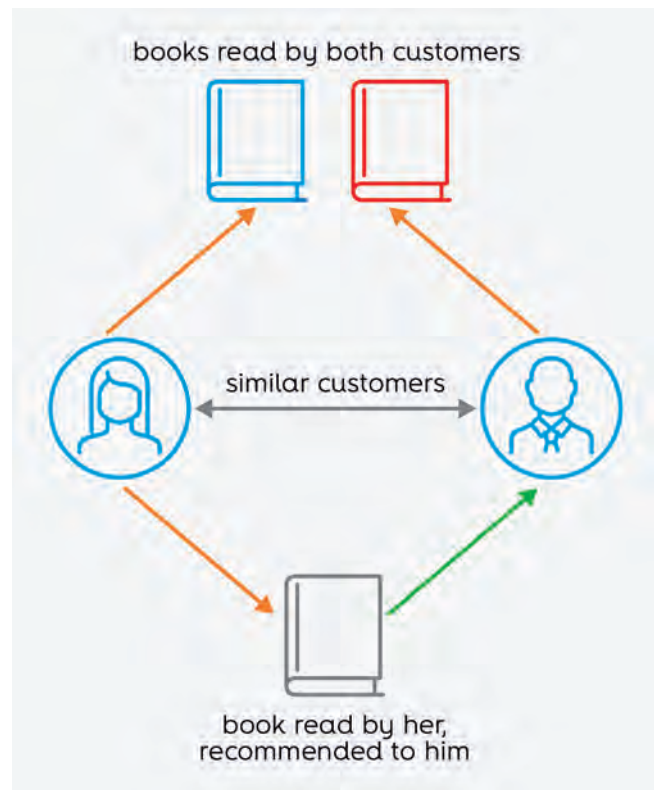 books read by both customers
similar customers
book read by her,
recommended to him